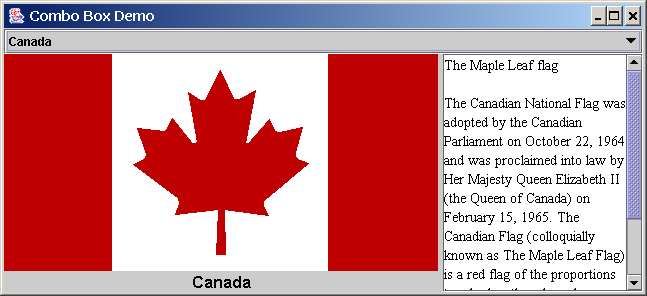 Combo Box Demo
Canada
The Maple Leaf flag
The Canadian National Flag was
adopted by the Canadian
Parliament on October 22, 1964
and was proclaimed into law by
Her Majesty Queen Elizabeth II
(the Queen of Canada) on
February 15, 1965. The
Canadian Flag (colloquially
known as The Maple Leaf Flag)
is a red flag of the proportions
Canada